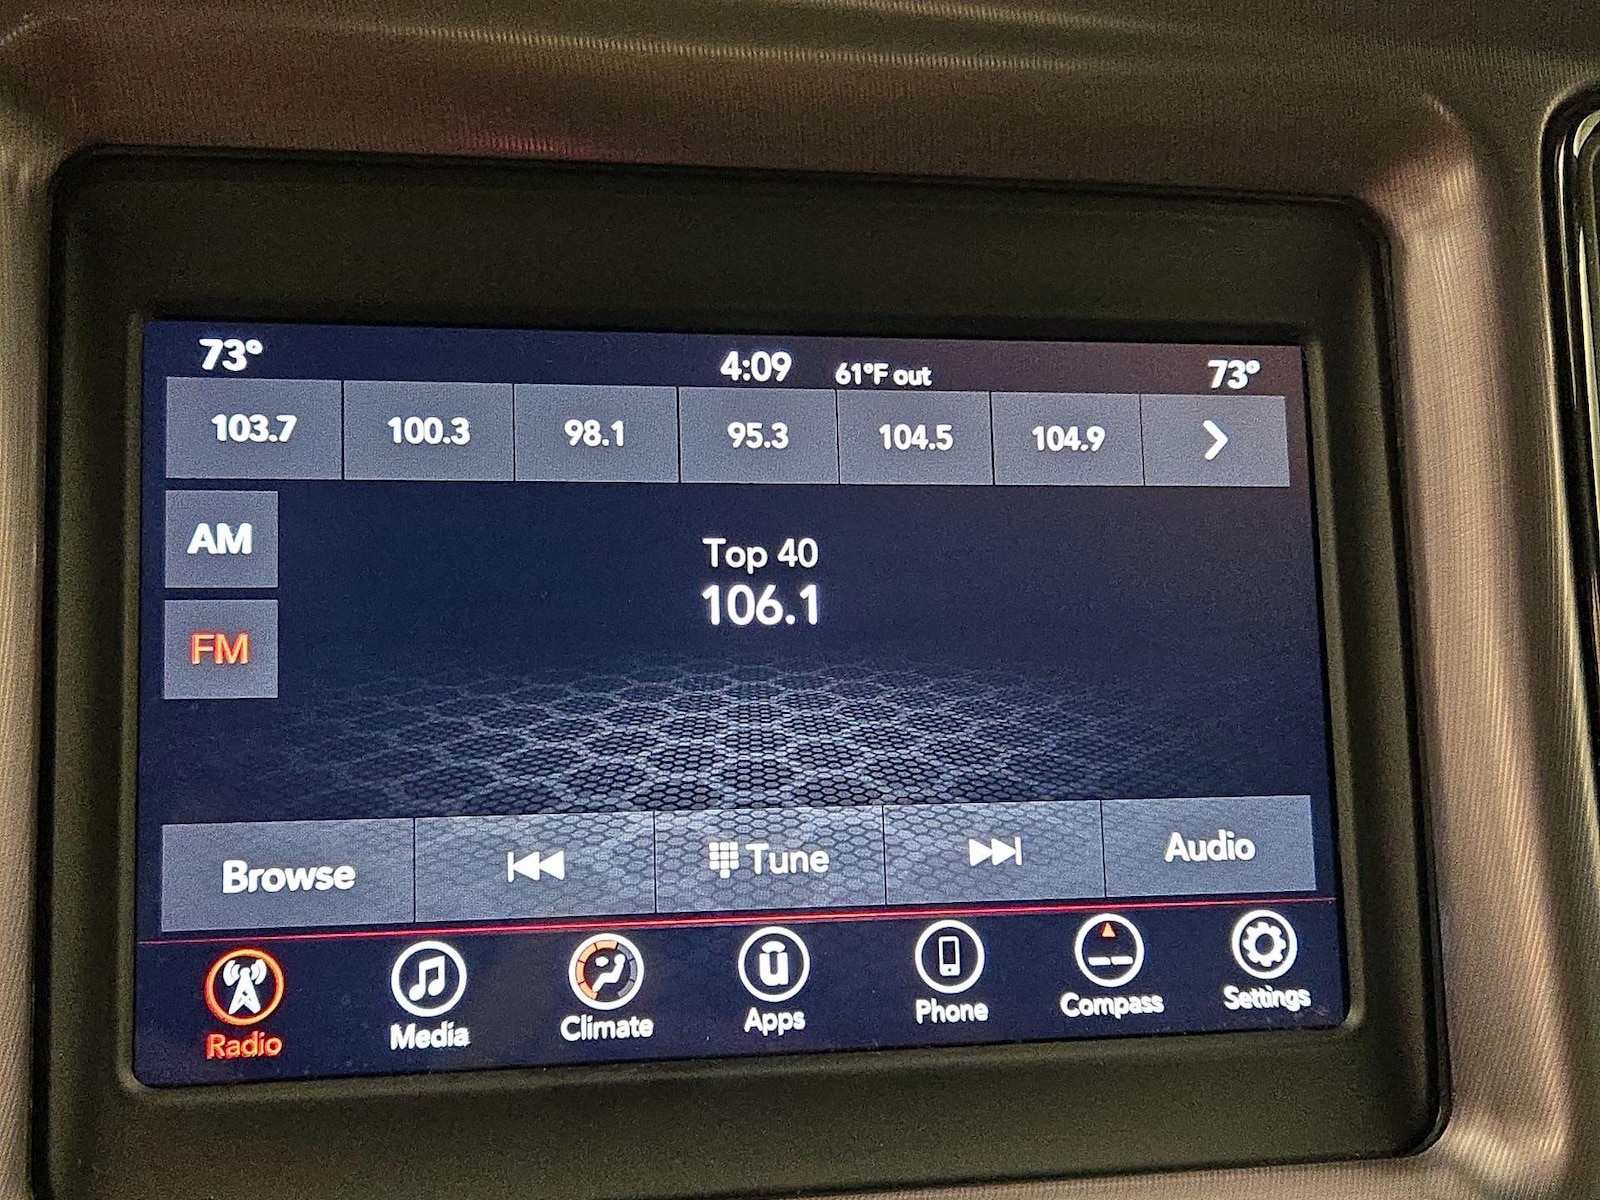 73° 4:09 61°F out 73°
103.7 100.3 98.1 95.3 104.5 104.9
AM
Top 40
106.1
FM
Browse Tune Audio
Radio Media Climate Apps Phone Compass Settings